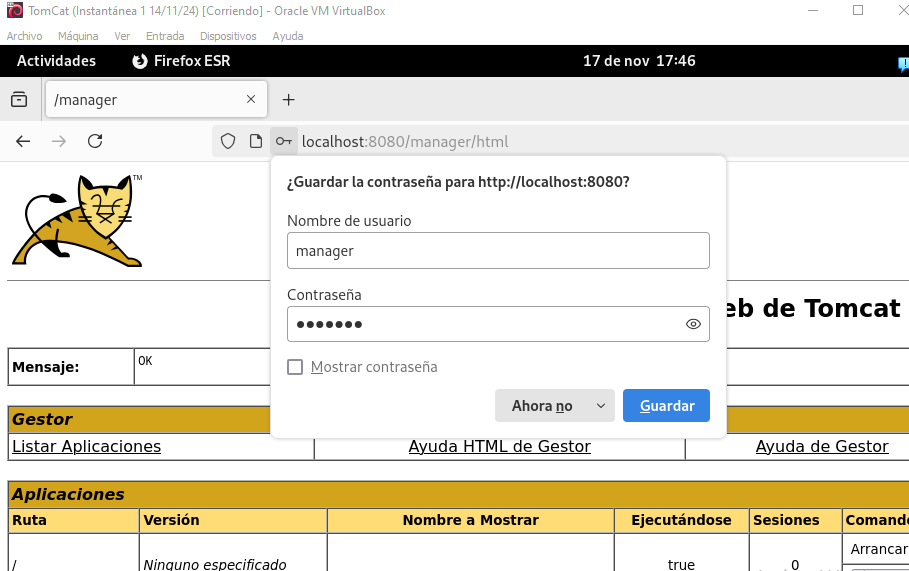 TomCat (Instantánea 1 14/11/24) [Corriendo] - Oracle VM VirtualBox
Archivo Máquina Ver Entrada Dispositivos Ayuda
Actividades Firefox ESR 17 de nov 17:46
/manager
localhost:8080/manager/html
¿Guardar la contraseña para http://localhost:8080?
Nombre de usuario
manager
Contraseña
•••••••
Mostrar contraseña
Ahora no Guardar
TM
de Tomcat
Mensaje: OK
Gestor
Listar Aplicaciones Ayuda HTML de Gestor Ayuda de Gestor
Aplicaciones
Ruta Versión Nombre a Mostrar Ejecutándose Sesiones
Arrancar
/ Ninguno especificado true 0